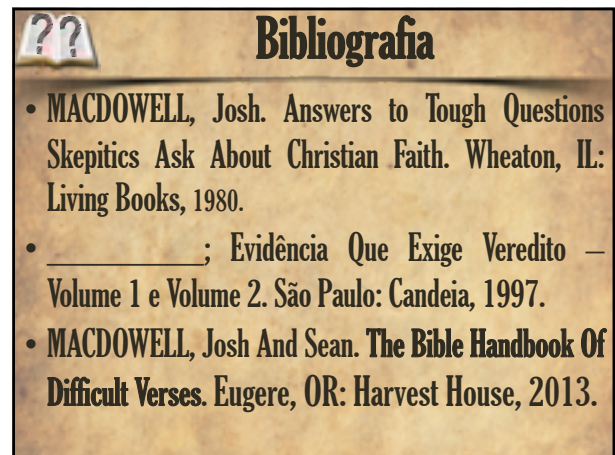 ??
Bibliografia
• MACDOWELL, Josh. Answers to Tough Questions
Skepitics Ask About Christian Faith. Wheaton, IL:
Living Books, 1980.
• ___________; Evidência Que Exige Veredito –
Volume 1 e Volume 2. São Paulo: Candeia, 1997.
• MACDOWELL, Josh And Sean. The Bible Handbook Of
Difficult Verses. Eugere, OR: Harvest House, 2013.